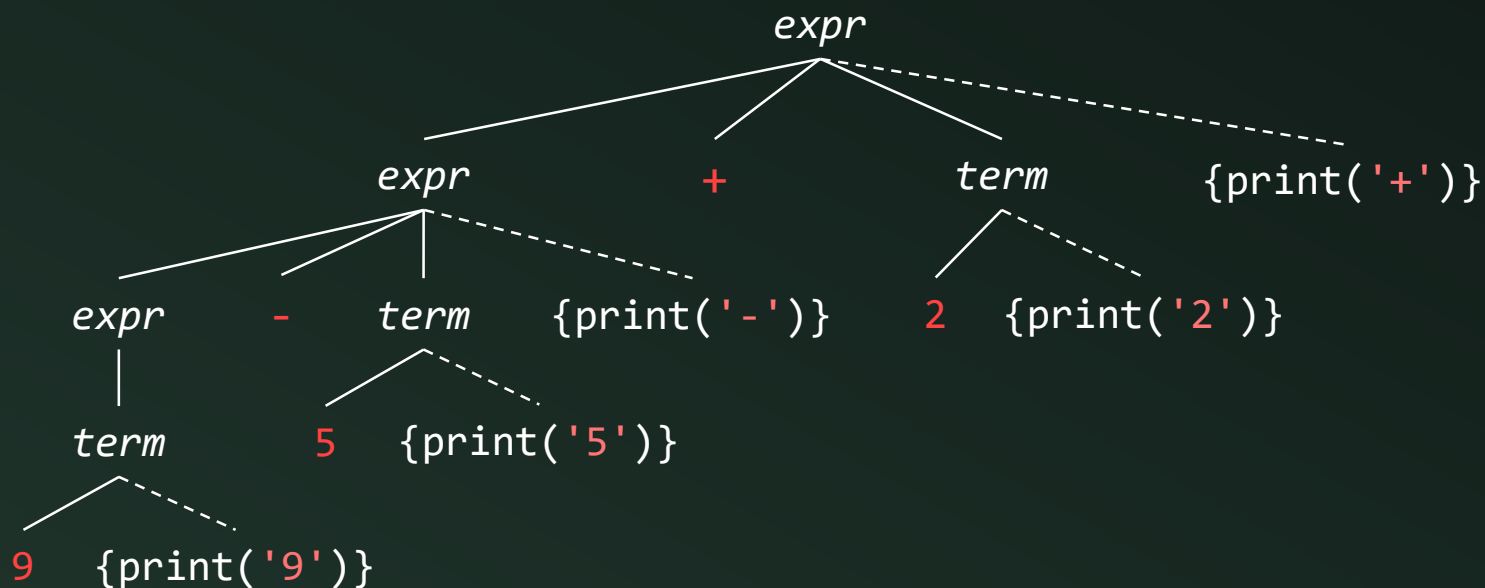 expr
expr + term {print('+')}
expr - term {print('-')} 2 {print('2')}
term 5 {print('5')}
9 {print('9')}